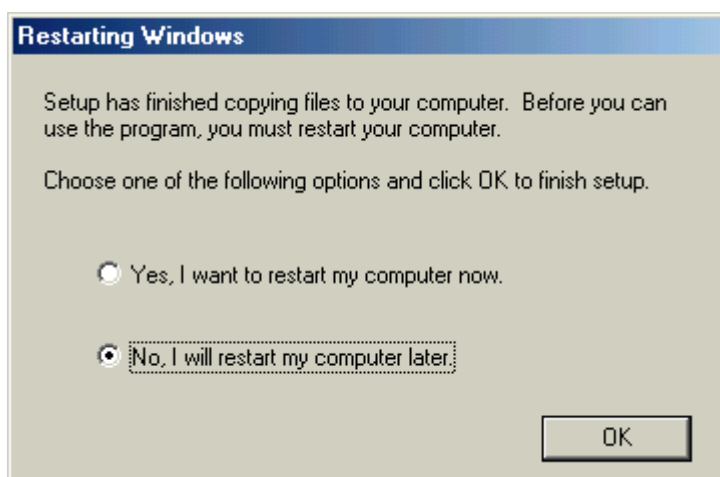 Restarting Windows
Setup has finished copying files to your computer.  Before you can
use the program, you must restart your computer.
Choose one of the following options and click OK to finish setup.
Yes, I want to restart my computer now.
No, I will restart my computer later.
OK